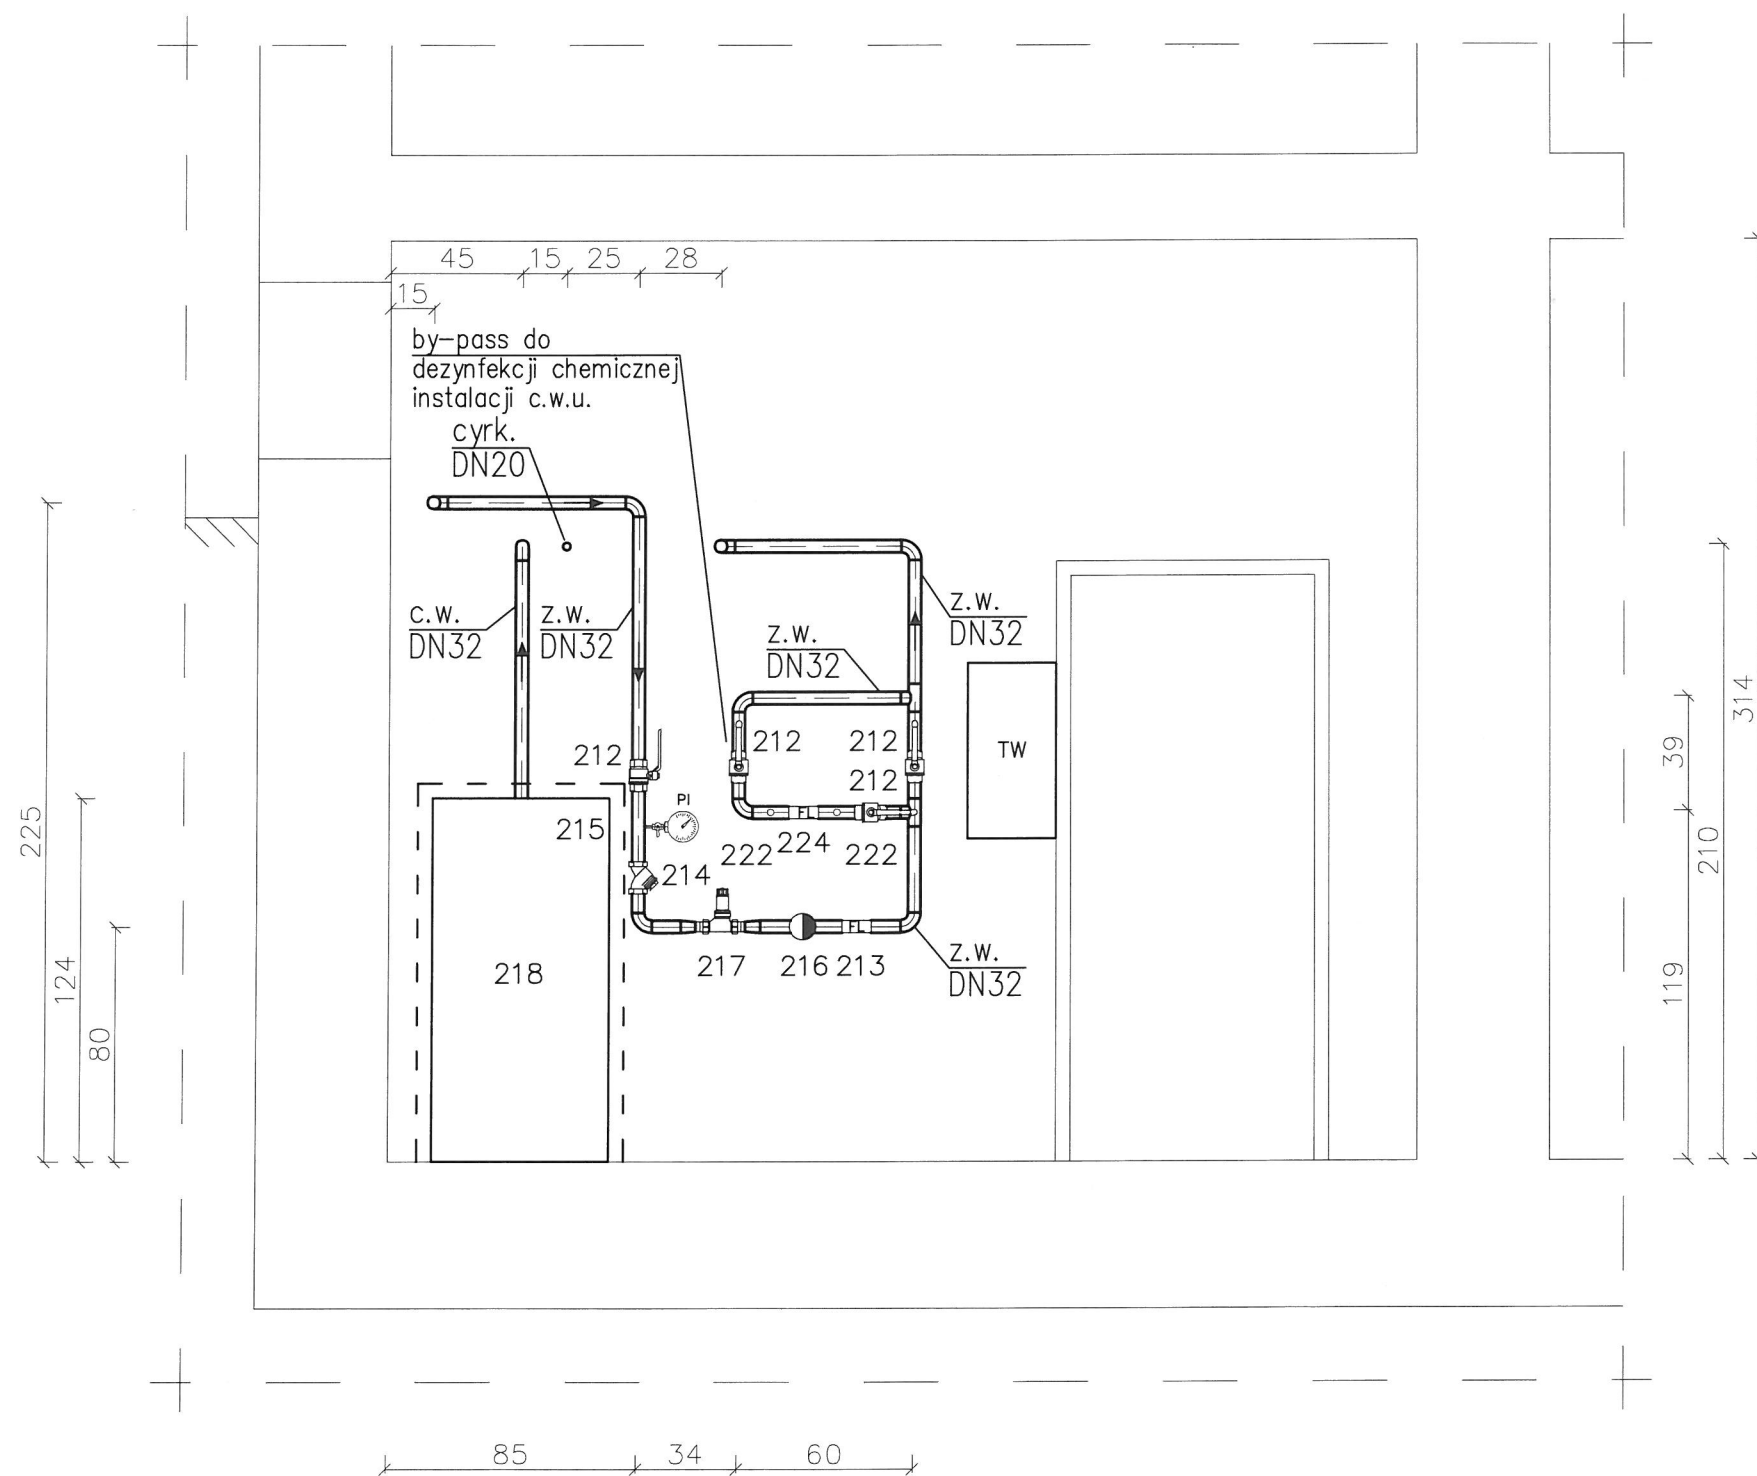 45 15 25 28
15
by-pass do
dezynfekcji chemicznej
instalacji c.w.u.
cyrk.
DN20
c.w.
DN32
z.w.
DN32
z.w.
DN32
z.w.
DN32
212
212
212
212
PI
215
214
FL
222
224
222
TW
217
216
213
FL
z.w.
DN32
218
225
124
80
39
119
210
314
85 34 60